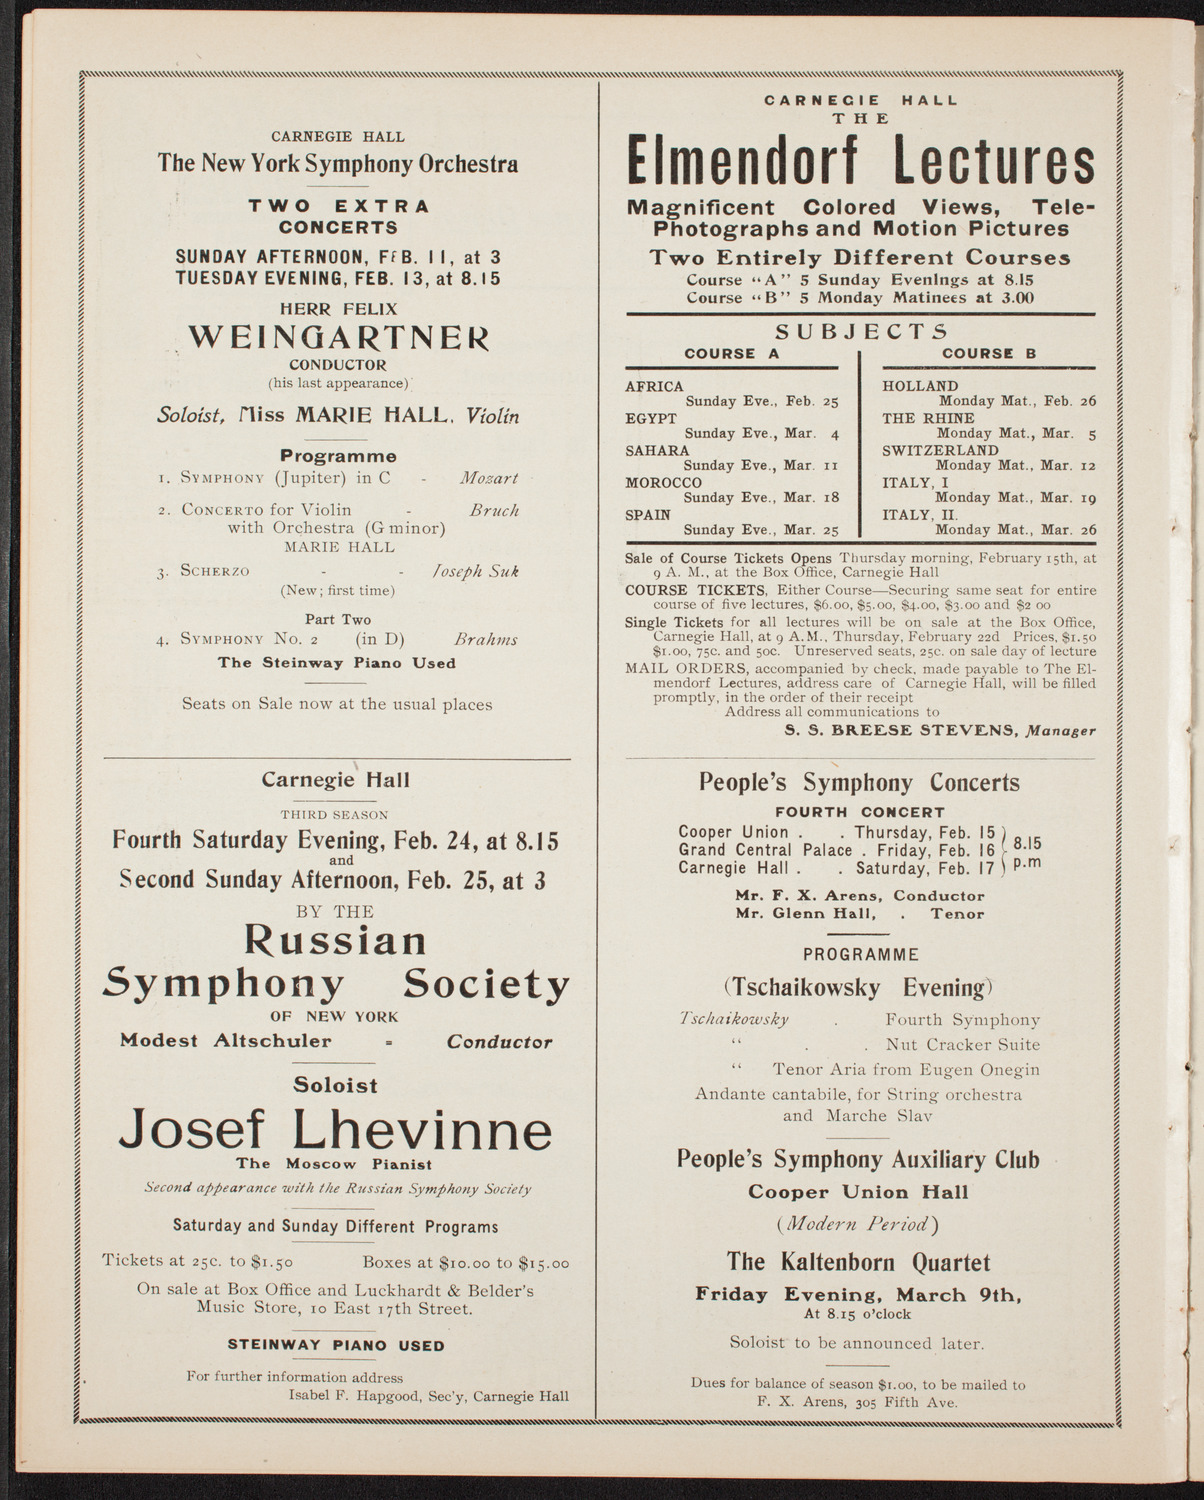 CARNEGIE HALL
The New York Symphony Orchestra
TWO EXTRA
CONCERTS
SUNDAY AFTERNOON, FEB. 11, at 3
TUESDAY EVENING, FEB. 13, at 8.15
HERR FELIX
WEINGARTNER
CONDUCTOR
(his last appearance)
Soloist, Miss MARIE HALL, Violin
Programme
1. SYMPHONY (Jupiter) in C - Mozart
2. CONCERTO for Violin - Bruch
with Orchestra (G minor)
MARIE HALL
3. SCHERZO - - Joseph Suk
(New; first time)
Part Two
4. SYMPHONY No. 2 (in D) Brahms
The Steinway Piano Used
Seats on Sale now at the usual places
Carnegie Hall
THIRD SEASON
Fourth Saturday Evening, Feb. 24, at 8.15
and
Second Sunday Afternoon, Feb. 25, at 3
BY THE
Russian
Symphony Society
OF NEW YORK
Modest Altschuler = Conductor
Soloist
Josef Lhevinne
The Moscow Pianist
Second appearance with the Russian Symphony Society
Saturday and Sunday Different Programs
Tickets at 25c. to $1.50 Boxes at $10.00 to $15.00
On sale at Box Office and Luckhardt & Belder's
Music Store, 10 East 17th Street.
STEINWAY PIANO USED
For further information address
Isabel F. Hapgood, Sec'y, Carnegie Hall
CARNEGIE HALL
THE
Elmendorf Lectures
Magnificent Colored Views, Tele-
Photographs and Motion Pictures
Two Entirely Different Courses
Course "A" 5 Sunday Evenings at 8.15
Course "B" 5 Monday Matinees at 3.00
SUBJECTS
COURSE A
AFRICA
Sunday Eve., Feb. 25
EGYPT
Sunday Eve., Mar. 4
SAHARA
Sunday Eve., Mar. 11
MOROCCO
Sunday Eve., Mar. 18
SPAIN
Sunday Eve., Mar. 25
COURSE B
HOLLAND
Monday Mat., Feb. 26
THE RHINE
Monday Mat., Mar. 5
SWITZERLAND
Monday Mat., Mar. 12
ITALY, I
Monday Mat., Mar. 19
ITALY, II.
Monday Mat., Mar. 26
Sale of Course Tickets Opens Thursday morning, February 15th, at
9 A. M., at the Box Office, Carnegie Hall
COURSE TICKETS, Either Course—Securing same seat for entire
course of five lectures, $6.00, $5.00, $4.00, $3.00 and $2 00
Single Tickets for all lectures will be on sale at the Box Office,
Carnegie Hall, at 9 A.M., Thursday, February 22d Prices, $1.50
$1.00, 75c. and 50c. Unreserved seats, 25c. on sale day of lecture
MAIL ORDERS, accompanied by check, made payable to The El-
mendorf Lectures, address care of Carnegie Hall, will be filled
promptly, in the order of their receipt
Address all communications to
S. S. BREESE STEVENS, Manager
People's Symphony Concerts
FOURTH CONCERT
Cooper Union . . Thursday, Feb. 15
Grand Central Palace . Friday, Feb. 16
Carnegie Hall . . Saturday, Feb. 17
8.15
p.m
Mr. F. X. Arens, Conductor
Mr. Glenn Hall, . Tenor
PROGRAMME
(Tschaikowsky Evening)
Tschaikowsky . Fourth Symphony
" . . Nut Cracker Suite
" Tenor Aria from Eugen Onegin
Andante cantabile, for String orchestra
and Marche Slav
People's Symphony Auxiliary Club
Cooper Union Hall
(Modern Period)
The Kaltenborn Quartet
Friday Evening, March 9th,
At 8.15 o'clock
Soloist to be announced later.
Dues for balance of season $1.00, to be mailed to
F. X. Arens, 305 Fifth Ave.